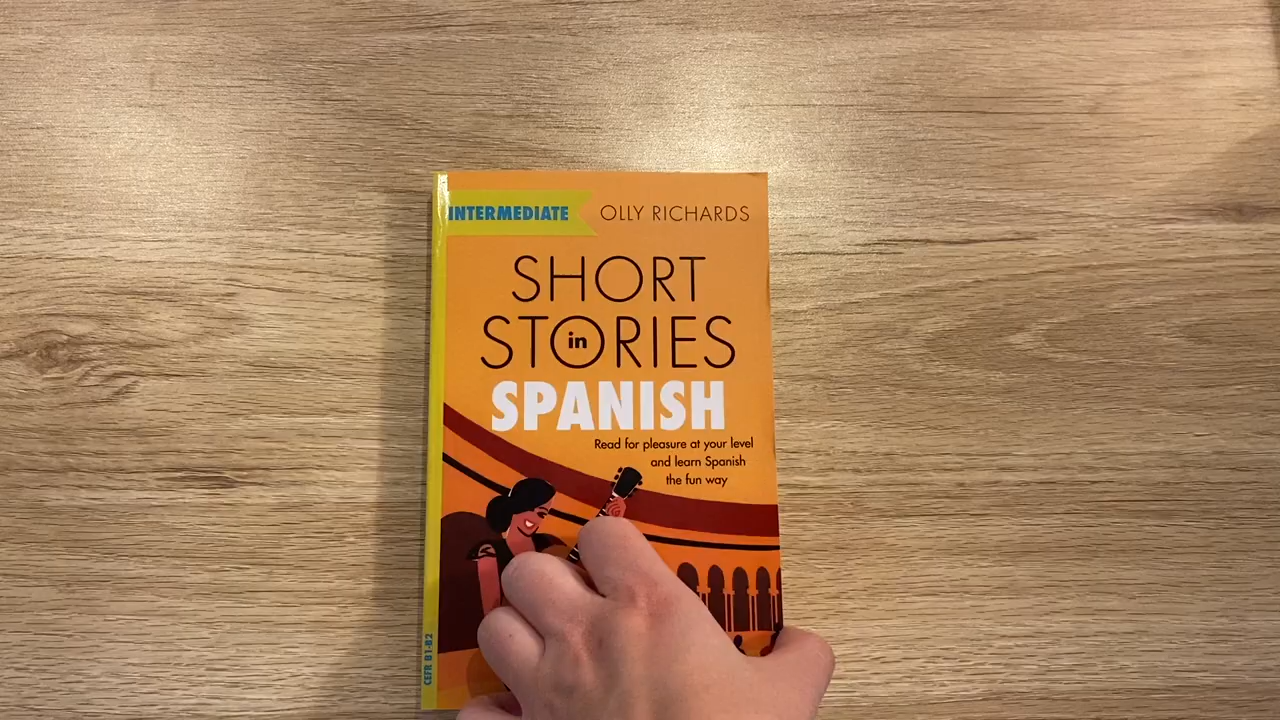 INTERMEDIATE
OLLY RICHARDS
SHORT
STORIES
in
SPANISH
Read for pleasure at your level
and learn Spanish
the fun way
CEFR B1-B2